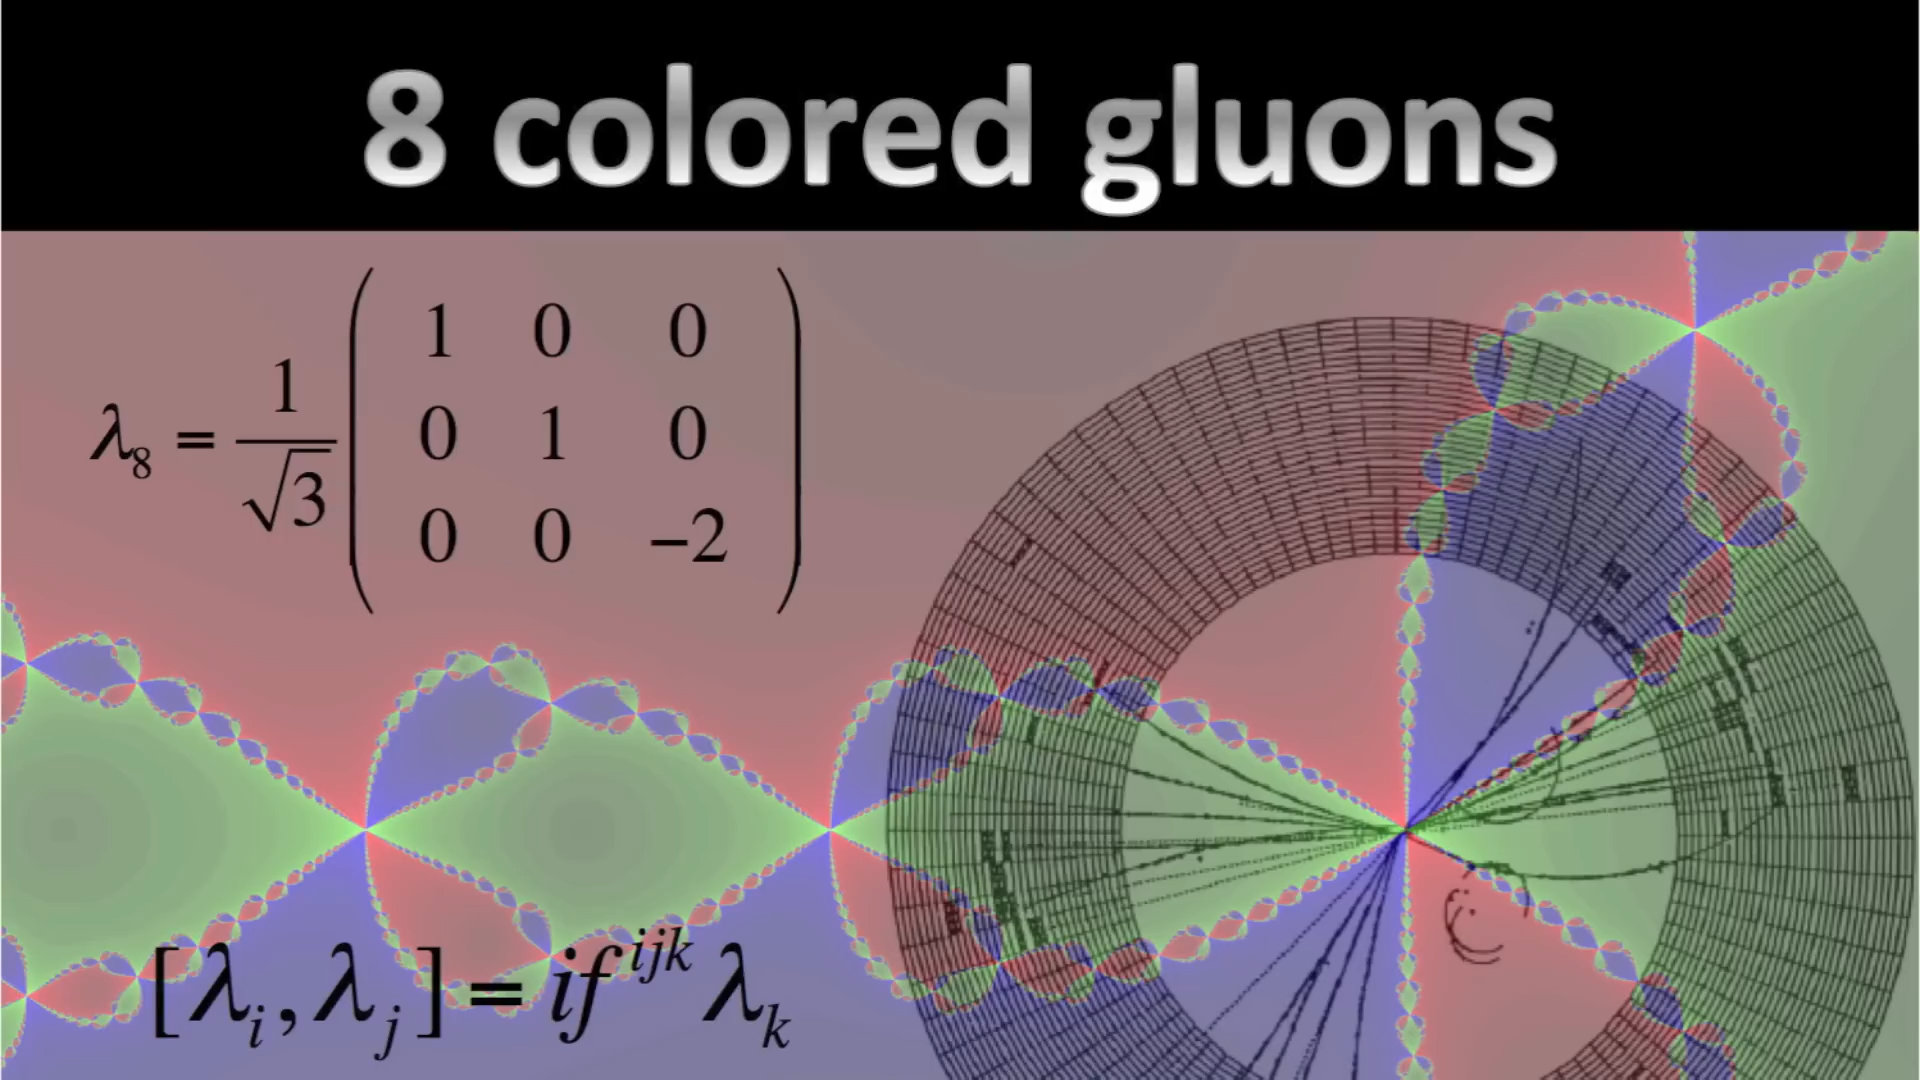 8 colored gluons
λ₈ = 1/√3 ( 1 0 0
0 1 0
0 0 −2 )
[λᵢ, λⱼ] = if^{ijk} λₖ